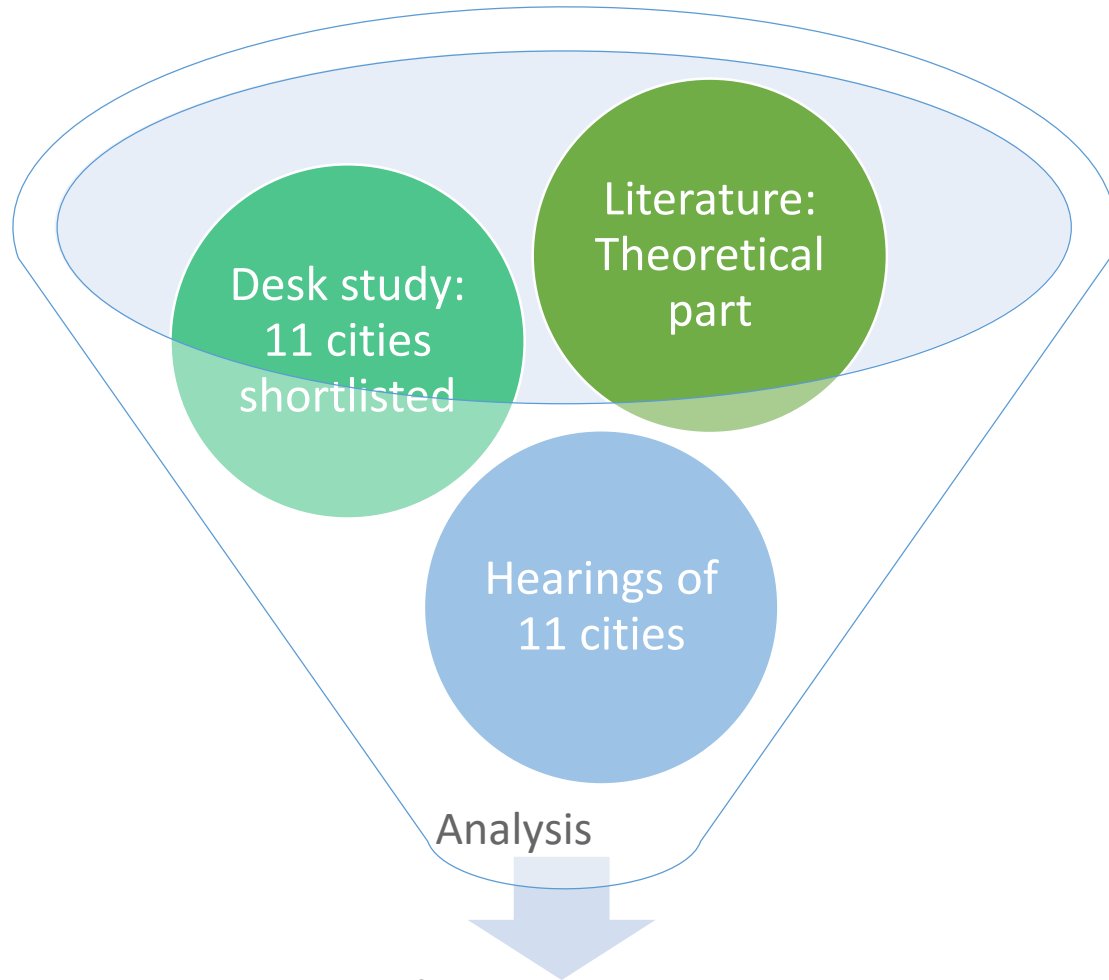 Literature:
Theoretical
part
Desk study:
11 cities
shortlisted
Hearings of
11 cities
Analysis